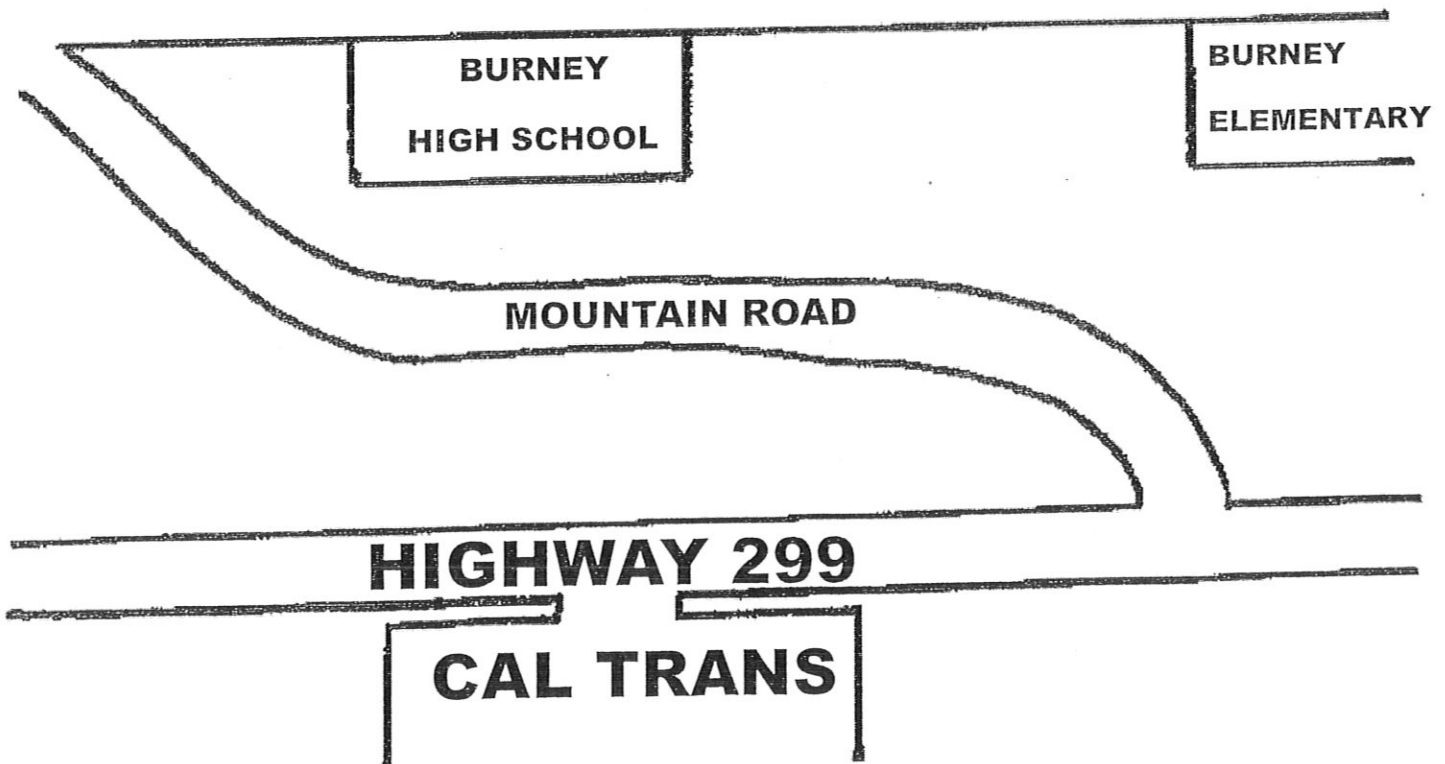 BURNEY
HIGH SCHOOL
BURNEY
ELEMENTARY
MOUNTAIN ROAD
HIGHWAY 299
CAL TRANS